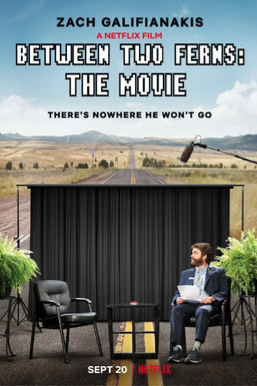 ZACH GALIFIANAKIS
A NETFLIX FILM
BETWEEN TWO FERNS:
THE MOVIE
THERE'S NOWHERE HE WON'T GO
SEPT 20 | NETFLIX